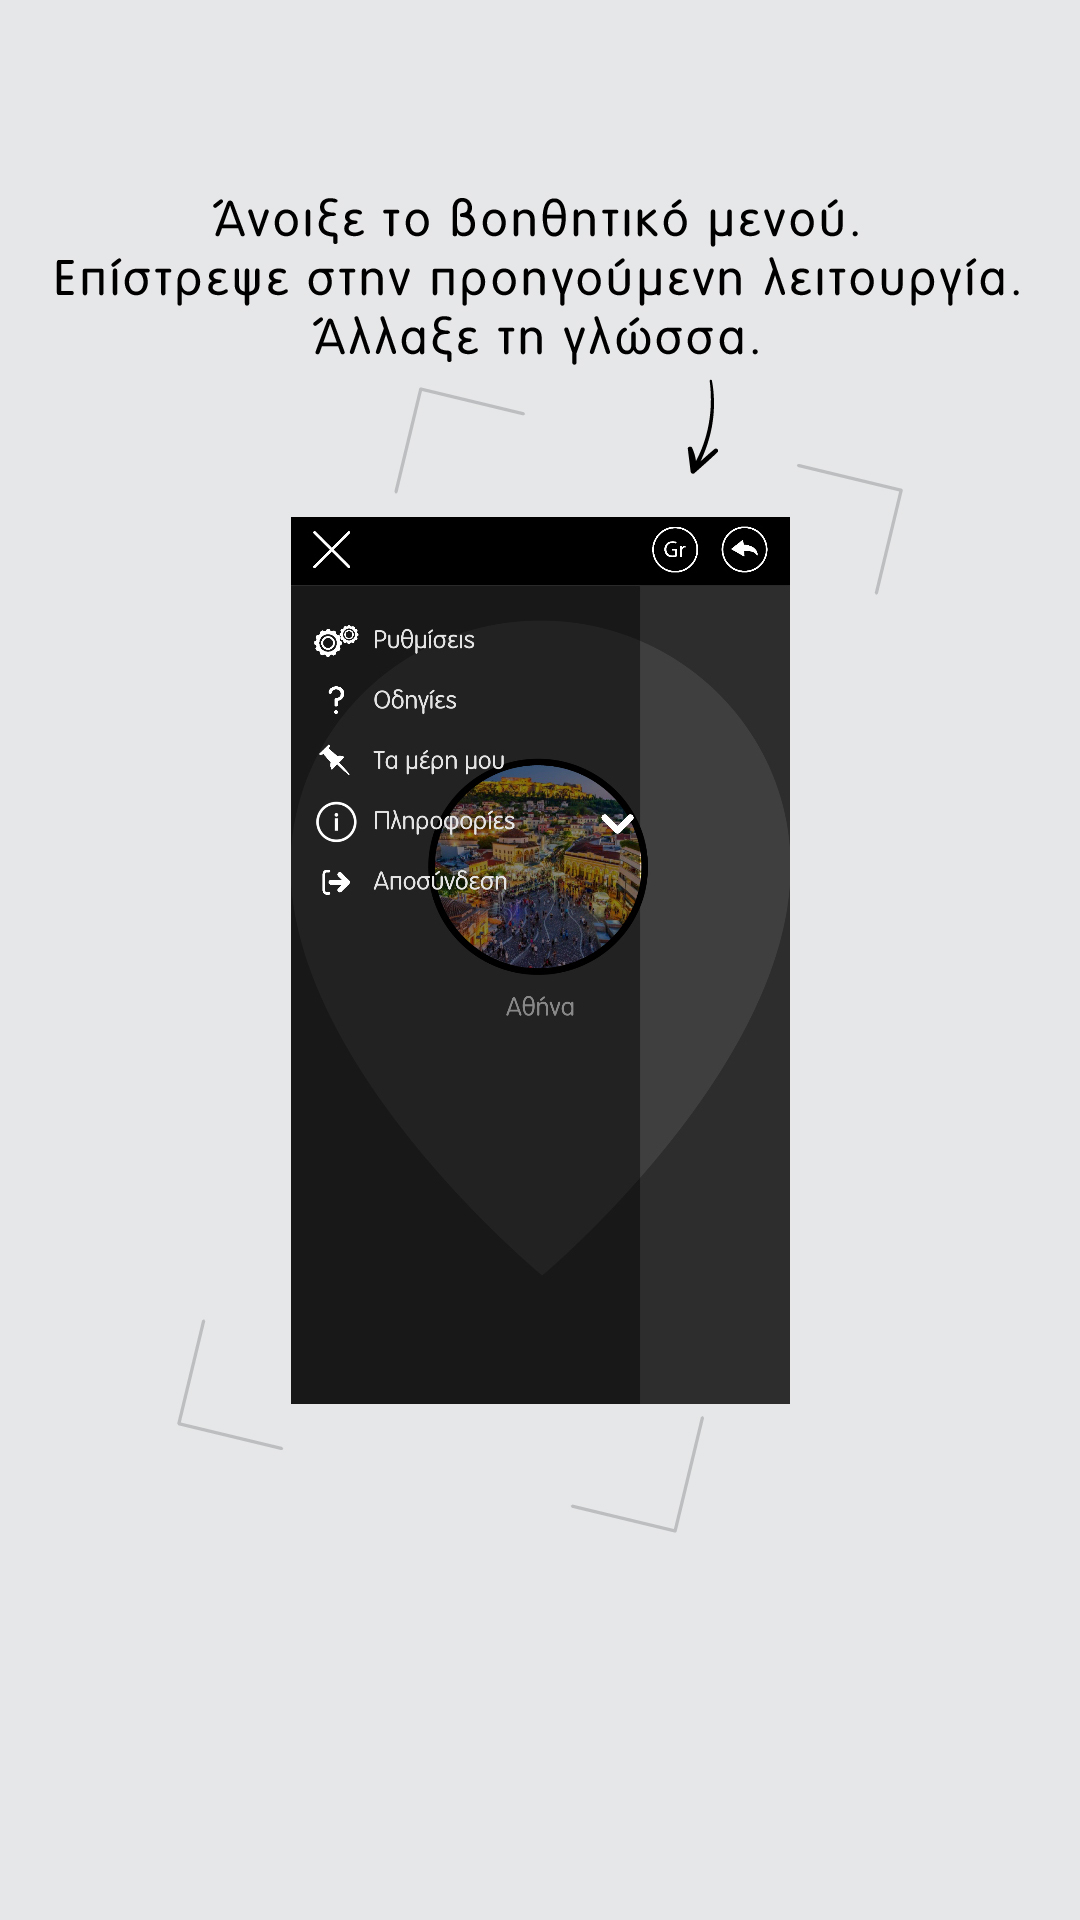 Άνοιξε το βοηθητικό μενού.
Επίστρεψε στην προηγούμενη λειτουργία.
Άλλαξε τη γλώσσα.
Gr
Ρυθμίσεις
? Οδηγίες
Τα μέρη μου
i Πληροφορίες
Αποσύνδεση
Αθήνα